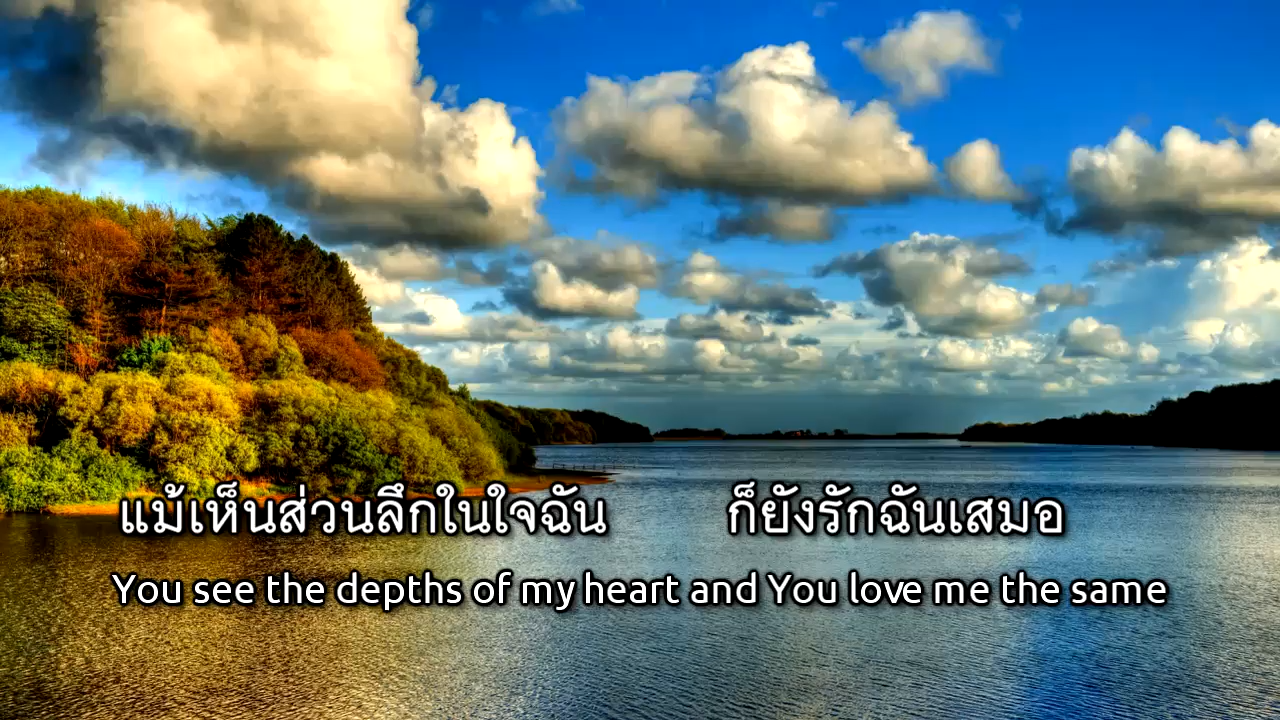 แม้เห็นส่วนลึกในใจฉัน ก็ยังรักฉันเสมอ
You see the depths of my heart and You love me the same